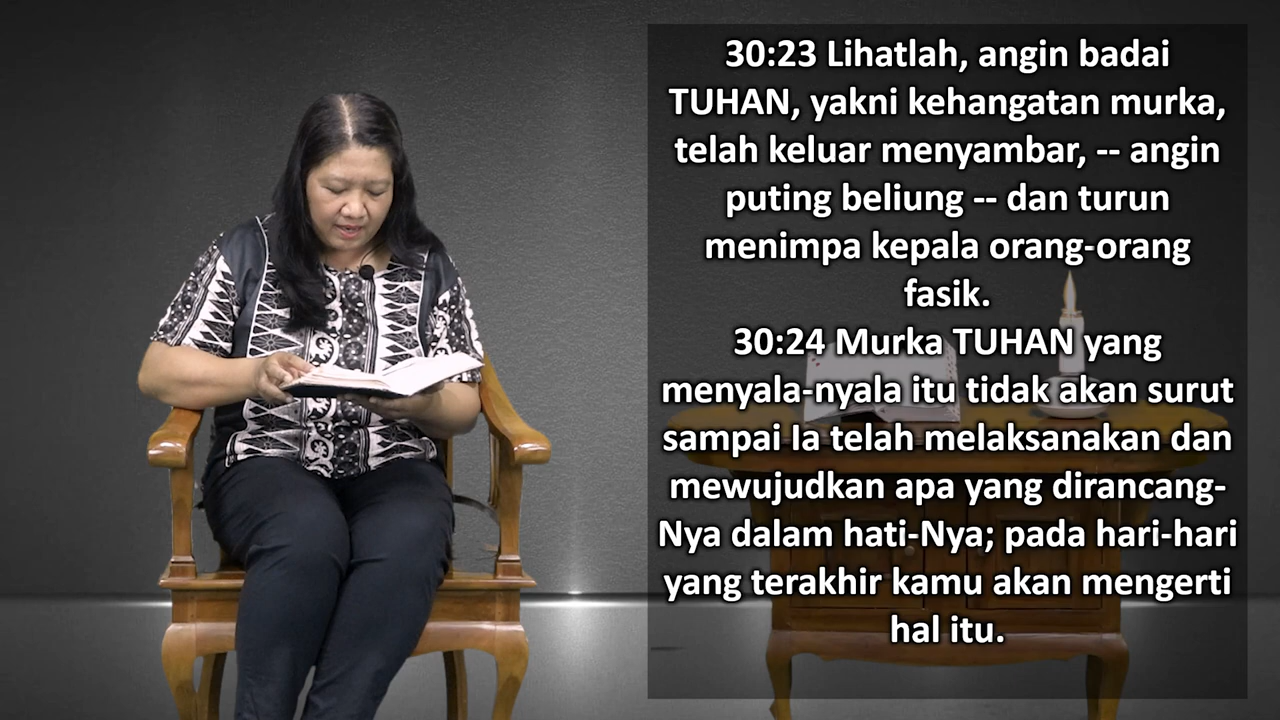 30:23 Lihatlah, angin badai
TUHAN, yakni kehangatan murka,
telah keluar menyambar, -- angin
puting beliung -- dan turun
menimpa kepala orang-orang
fasik.
30:24 Murka TUHAN yang
menyala-nyala itu tidak akan surut
sampai Ia telah melaksanakan dan
mewujudkan apa yang dirancang-
Nya dalam hati-Nya; pada hari-hari
yang terakhir kamu akan mengerti
hal itu.